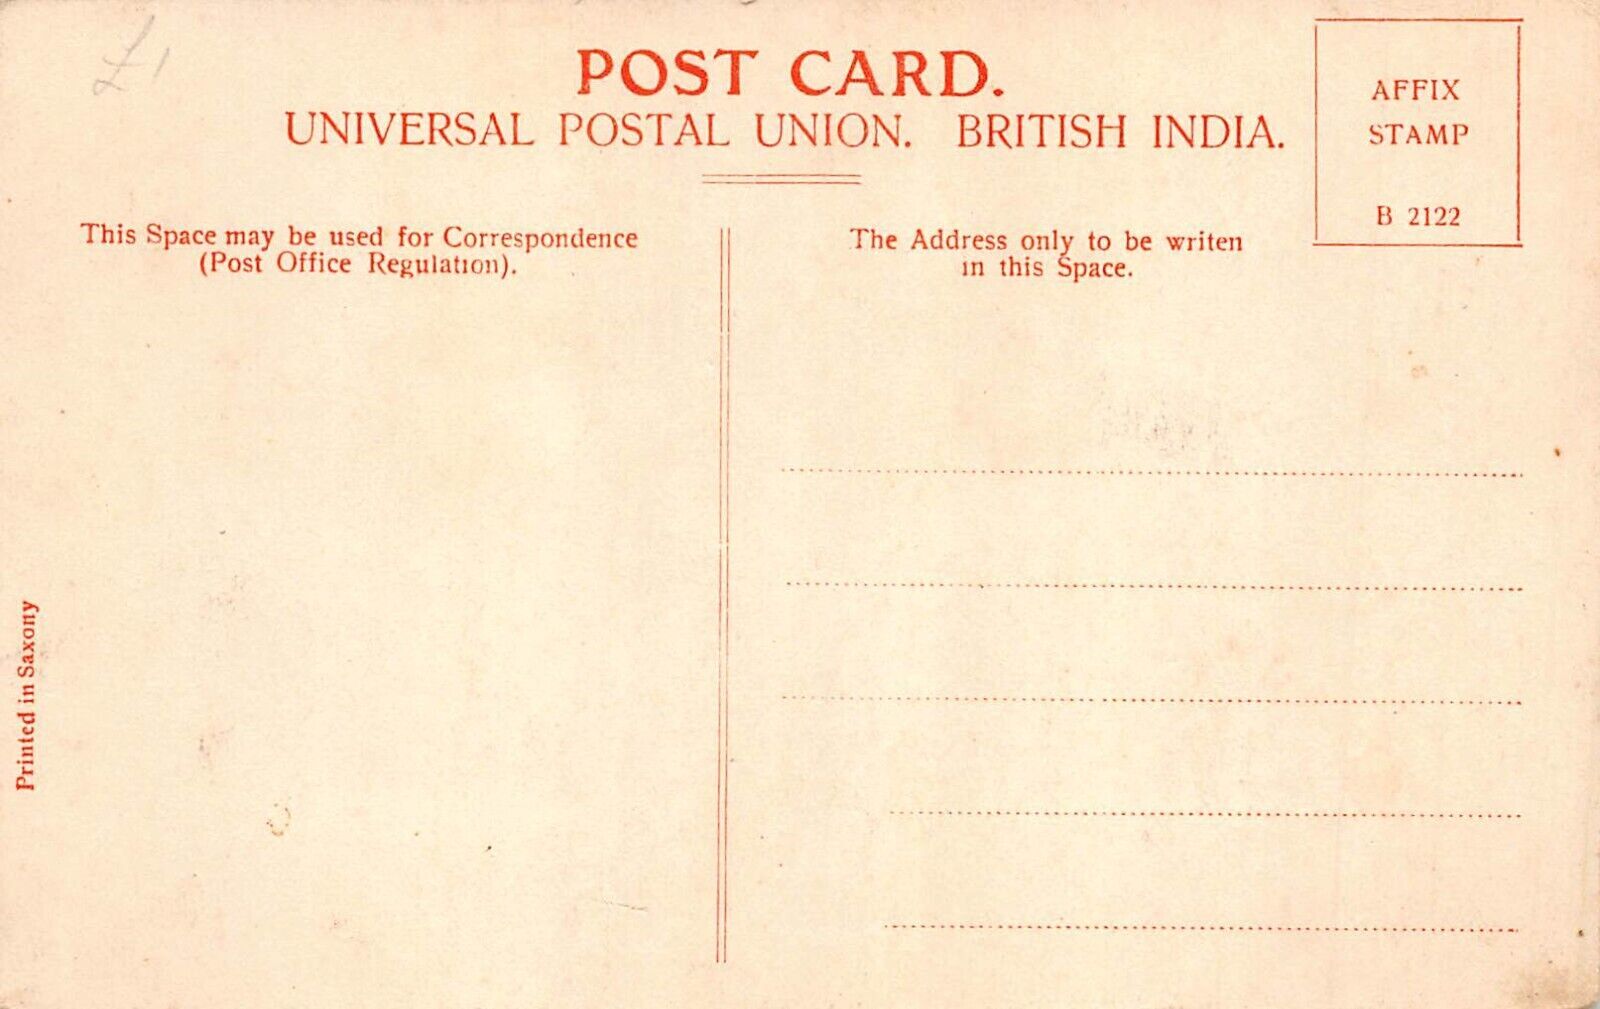 £1
POST CARD.
UNIVERSAL POSTAL UNION. BRITISH INDIA.
AFFIX
STAMP
B 2122
This Space may be used for Correspondence
(Post Office Regulation).
The Address only to be writen
in this Space.
Printed in Saxony